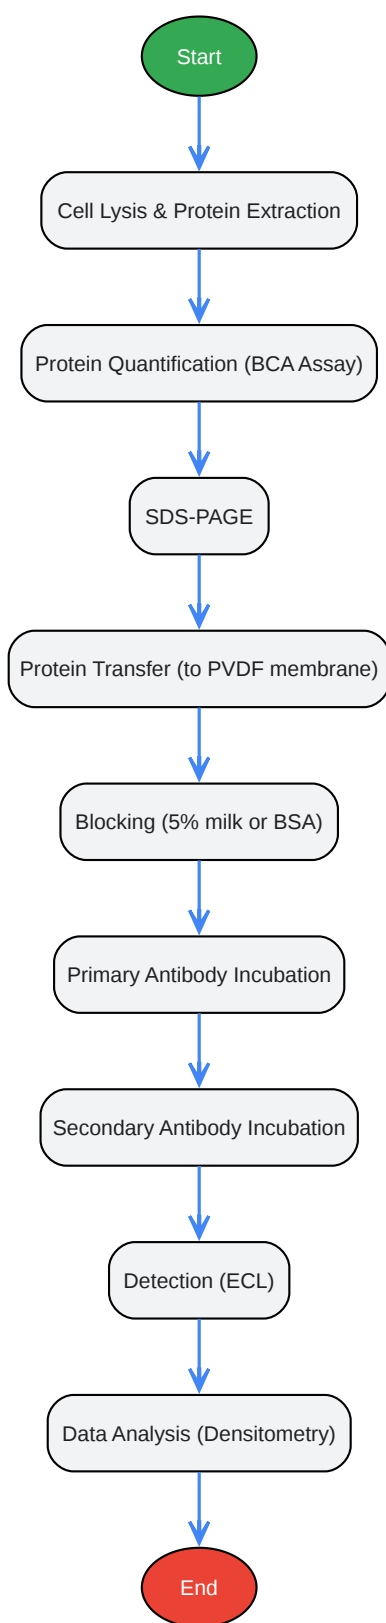 Start
Cell Lysis & Protein Extraction
Protein Quantification (BCA Assay)
SDS-PAGE
Protein Transfer (to PVDF membrane)
Blocking (5% milk or BSA)
Primary Antibody Incubation
Secondary Antibody Incubation
Detection (ECL)
Data Analysis (Densitometry)
End